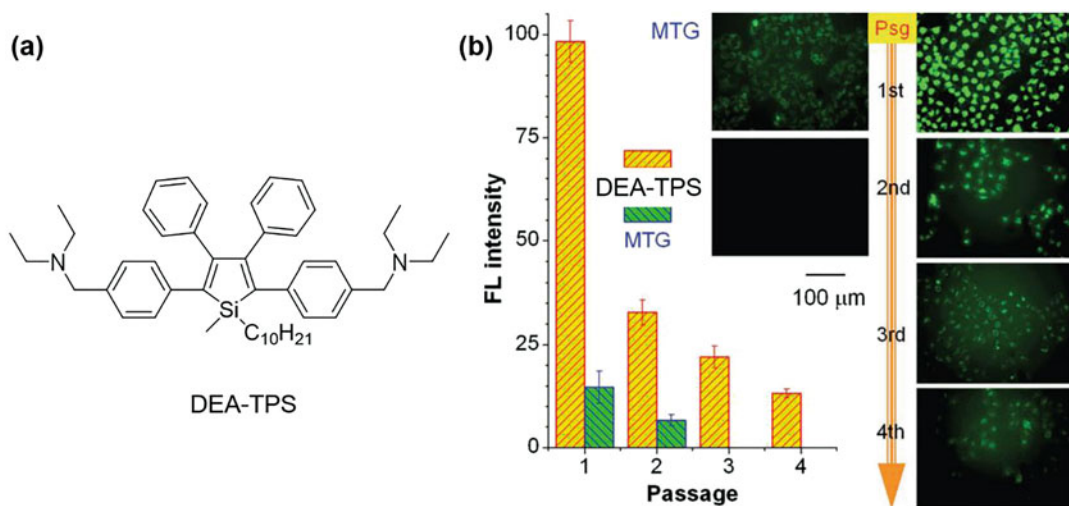 (a)
N
N
Si
C₁₀H₂₁
DEA-TPS
(b)
FL intensity
100
75
50
25
0
1 2 3 4
Passage
DEA-TPS
MTG
MTG
Psg
1st
2nd
3rd
4th
100 μm